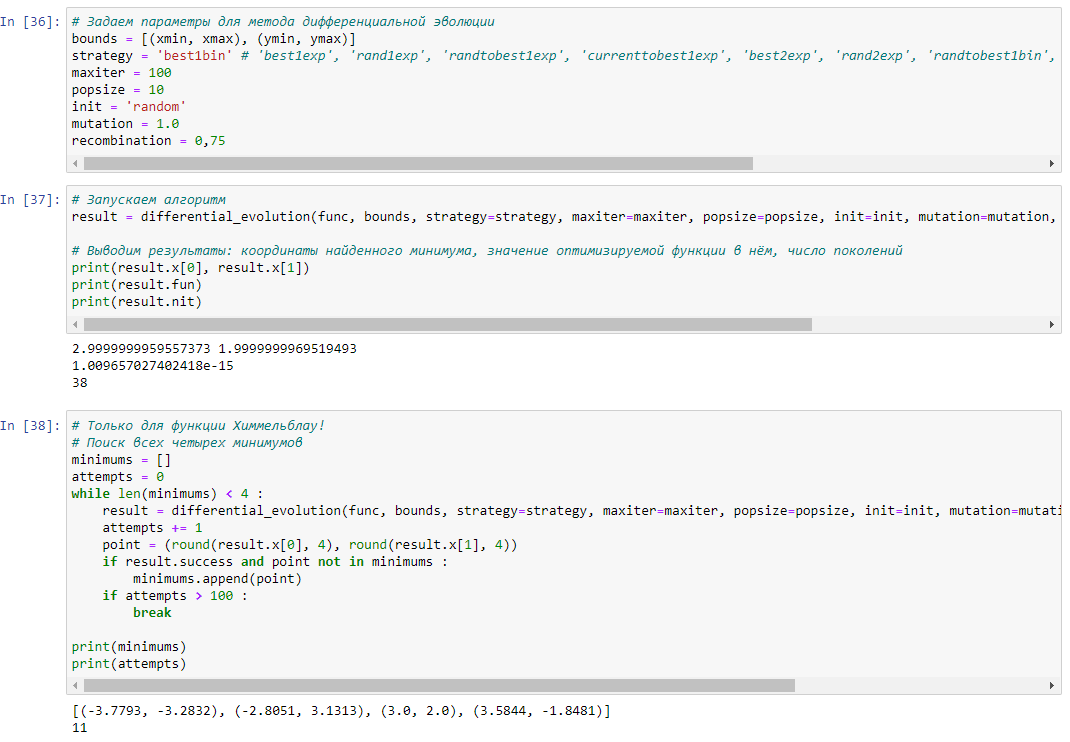 In [36]:
# Задаем параметры для метода дифференциальной эволюции
bounds = [(xmin, xmax), (ymin, ymax)]
strategy = 'best1bin' # 'best1exp', 'rand1exp', 'randtobest1exp', 'currenttobest1exp', 'best2exp', 'rand2exp', 'randtobest1bin',
maxiter = 100
popsize = 10
init = 'random'
mutation = 1.0
recombination = 0,75
In [37]:
# Запускаем алгоритм
result = differential_evolution(func, bounds, strategy=strategy, maxiter=maxiter, popsize=popsize, init=init, mutation=mutation,
# Выводим результаты: координаты найденного минимума, значение оптимизируемой функции в нём, число поколений
print(result.x[0], result.x[1])
print(result.fun)
print(result.nit)
2.9999999959557373 1.9999999969519493
1.009657027402418e-15
38
In [38]:
# Только для функции Химмельблау!
# Поиск всех четырех минимумов
minimums = []
attempts = 0
while len(minimums) < 4 :
    result = differential_evolution(func, bounds, strategy=strategy, maxiter=maxiter, popsize=popsize, init=init, mutation=mutati
    attempts += 1
    point = (round(result.x[0], 4), round(result.x[1], 4))
    if result.success and point not in minimums :
        minimums.append(point)
    if attempts > 100 :
        break
print(minimums)
print(attempts)
[(-3.7793, -3.2832), (-2.8051, 3.1313), (3.0, 2.0), (3.5844, -1.8481)]
11